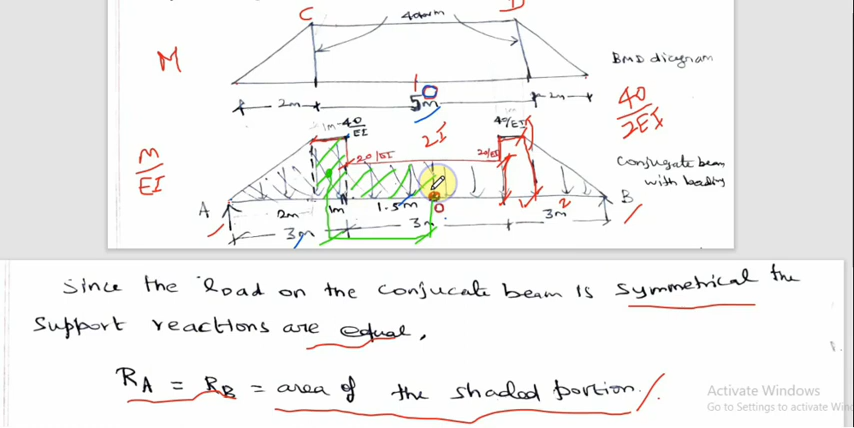 C
D
40kNm
M
BMD diagram
2m
5m
2m
40/2EI
1m
40/EI
2I
40/EI
M/EI
20/EI
20/EI
Conjugate beam
with loading
A
B
2m
1m
1.5m
O
1
2
3m
3m
3m
Since the load on the conjucate beam is symmetrical the
support reactions are equal,
RA = RB = area of the shaded portion.
Activate Windows
Go to Settings to activate Win